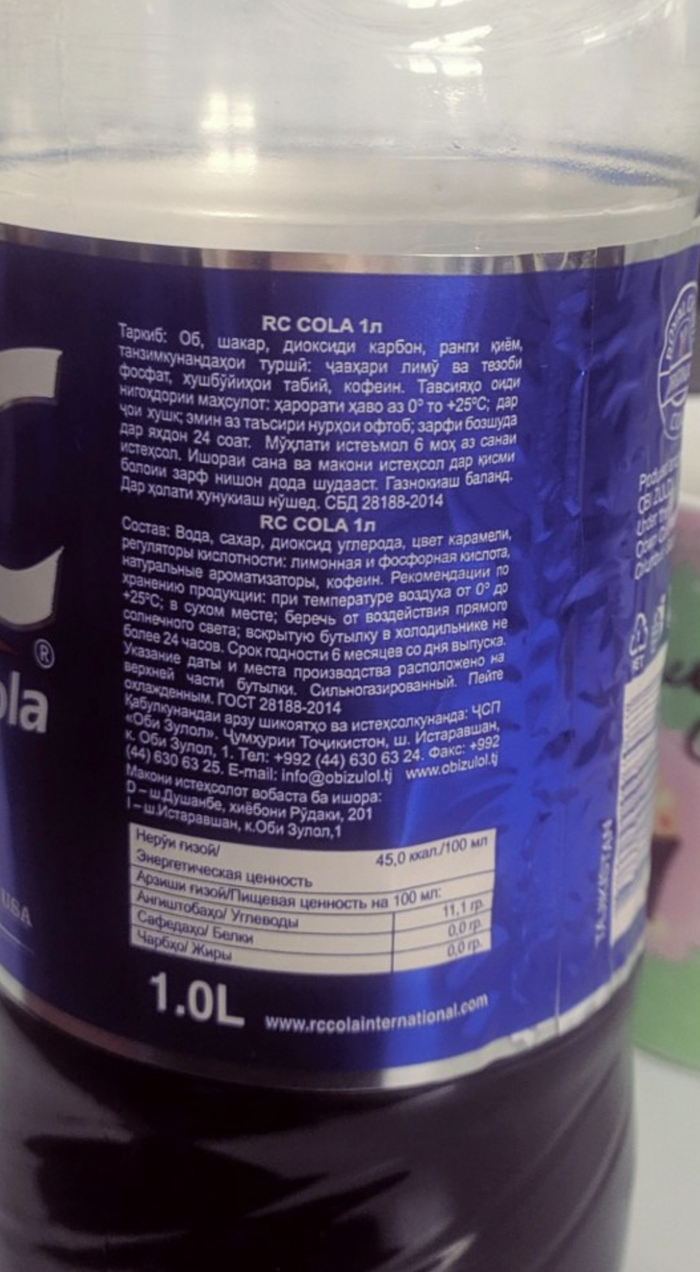 RC COLA 1л
Таркиб: Об, шакар, диоксиди карбон, ранги қиём,
танзимкунандаҳои туршӣ: ҷавҳари лимӯ ва тезоби
фосфат, хушбӯйиҳои табиӣ, кофеин. Тавсияҳо оиди
нигоҳдории маҳсулот: ҳарорати ҳаво аз 0° то +25°С; дар
ҷои хушк; эмин аз таъсири нурҳои офтоб; зарфи бозшуда
дар яхдон 24 соат. Мӯҳлати истеъмол 6 моҳ аз санаи
истеҳсол. Ишораи сана ва макони истеҳсол дар қисми
болоии зарф нишон дода шудааст. Газнокиаш баланд.
Дар ҳолати хунукиаш нӯшед. СБД 28188-2014
RC COLA 1л
Состав: Вода, сахар, диоксид углерода, цвет карамели,
регуляторы кислотности: лимонная и фосфорная кислота,
натуральные ароматизаторы, кофеин. Рекомендации по
хранению продукции: при температуре воздуха от 0° до
+25°С; в сухом месте; беречь от воздействия прямого
солнечного света; вскрытую бутылку в холодильнике не
более 24 часов. Срок годности 6 месяцев со дня выпуска.
Указание даты и места производства расположено на
верхней части бутылки. Сильногазированный. Пейте
охлажденным. ГОСТ 28188-2014
Қабулкунандаи арзу шикоятҳо ва истеҳсолкунанда: ҶСП
«Оби Зулол». Ҷумҳурии Тоҷикистон, ш. Истаравшан,
к. Оби Зулол, 1. Тел: +992 (44) 630 63 24. Факс: +992
(44) 630 63 25. E-mail: info@obizulol.tj www.obizulol.tj
Макони истеҳсолот вобаста ба ишора:
D – ш.Душанбе, хиёбони Рӯдаки, 201
I – ш.Истаравшан, к.Оби Зулол,1
Нерӯи ғизоӣ/
Энергетическая ценность 45,0 ккал./100 мл
Арзиши ғизоӣ/Пищевая ценность на 100 мл:
Ангиштобаҳо/ Углеводы 11,1 гр.
Сафедаҳо/ Белки 0,0 гр.
Чарбҳо/ Жиры 0,0 гр.
1.0L www.rccolainternational.com
C
®
ola
USA
TAJIKISTAN